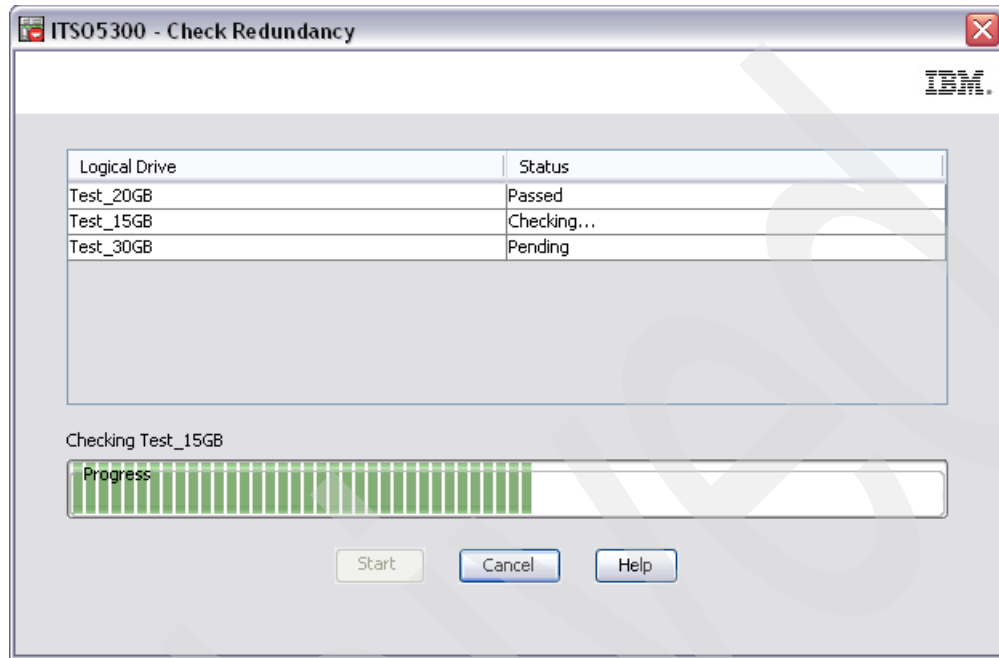 ITSO5300 - Check Redundancy
IBM.
Logical Drive Status
Test_20GB Passed
Test_15GB Checking...
Test_30GB Pending
Checking Test_15GB
Progress
Start Cancel Help